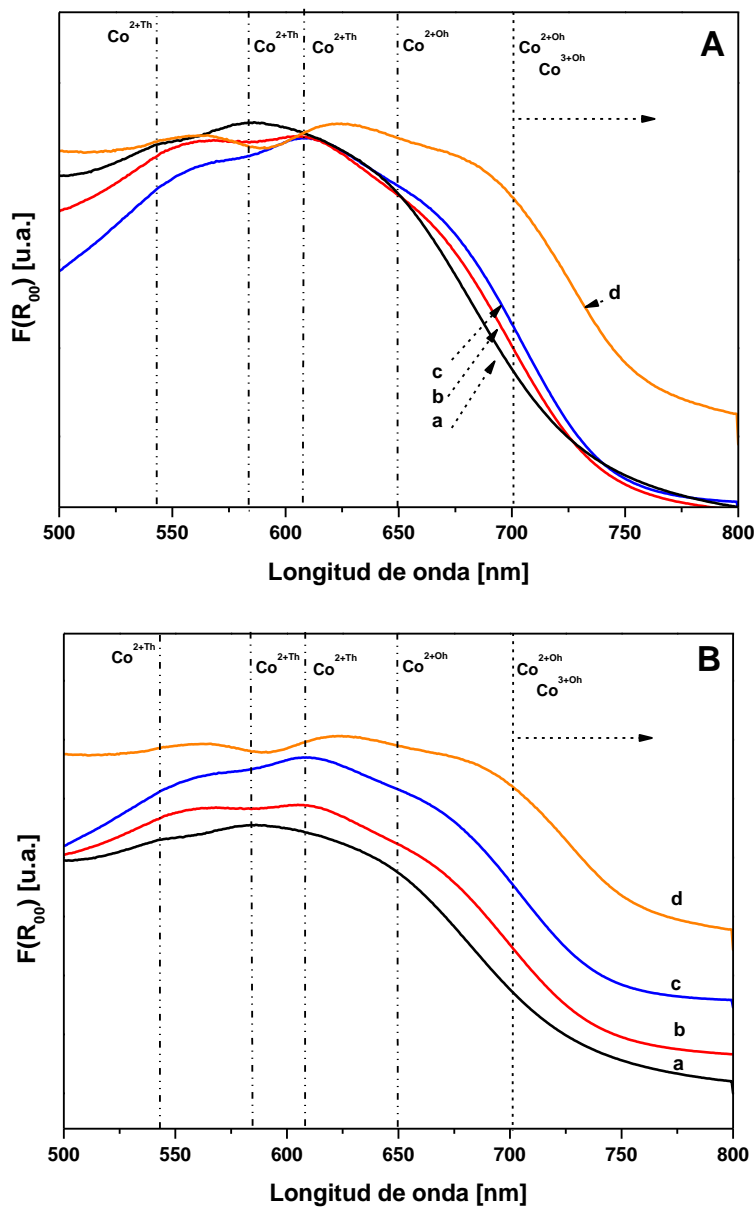 A
Co2+Th Co2+Th Co2+Th Co2+Oh Co2+Oh
Co3+Oh
d
c
b
a
F(R00) [u.a.]
500 550 600 650 700 750 800
Longitud de onda [nm]
B
Co2+Th Co2+Th Co2+Th Co2+Oh Co2+Oh
Co3+Oh
d
c
b
a
F(R00) [u.a.]
500 550 600 650 700 750 800
Longitud de onda [nm]